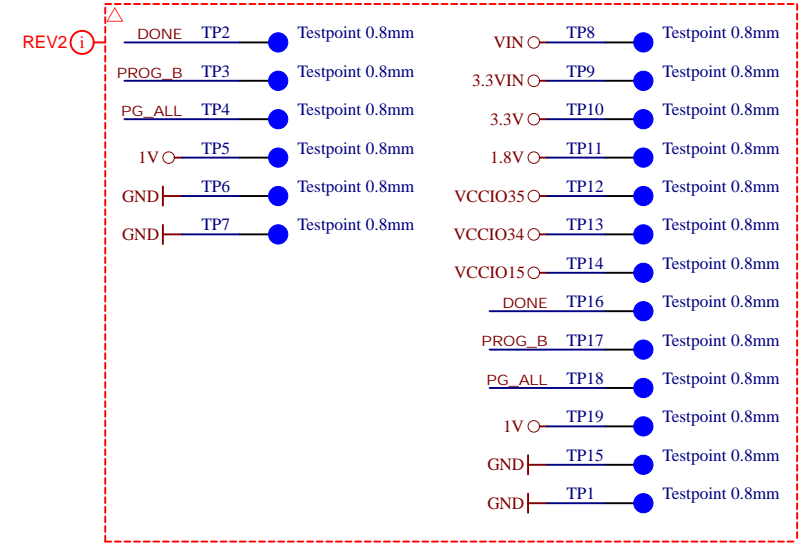 REV2 i
DONE TP2 Testpoint 0.8mm
PROG_B TP3 Testpoint 0.8mm
PG_ALL TP4 Testpoint 0.8mm
1V TP5 Testpoint 0.8mm
GND TP6 Testpoint 0.8mm
GND TP7 Testpoint 0.8mm
VIN TP8 Testpoint 0.8mm
3.3VIN TP9 Testpoint 0.8mm
3.3V TP10 Testpoint 0.8mm
1.8V TP11 Testpoint 0.8mm
VCCIO35 TP12 Testpoint 0.8mm
VCCIO34 TP13 Testpoint 0.8mm
VCCIO15 TP14 Testpoint 0.8mm
DONE TP16 Testpoint 0.8mm
PROG_B TP17 Testpoint 0.8mm
PG_ALL TP18 Testpoint 0.8mm
1V TP19 Testpoint 0.8mm
GND TP15 Testpoint 0.8mm
GND TP1 Testpoint 0.8mm